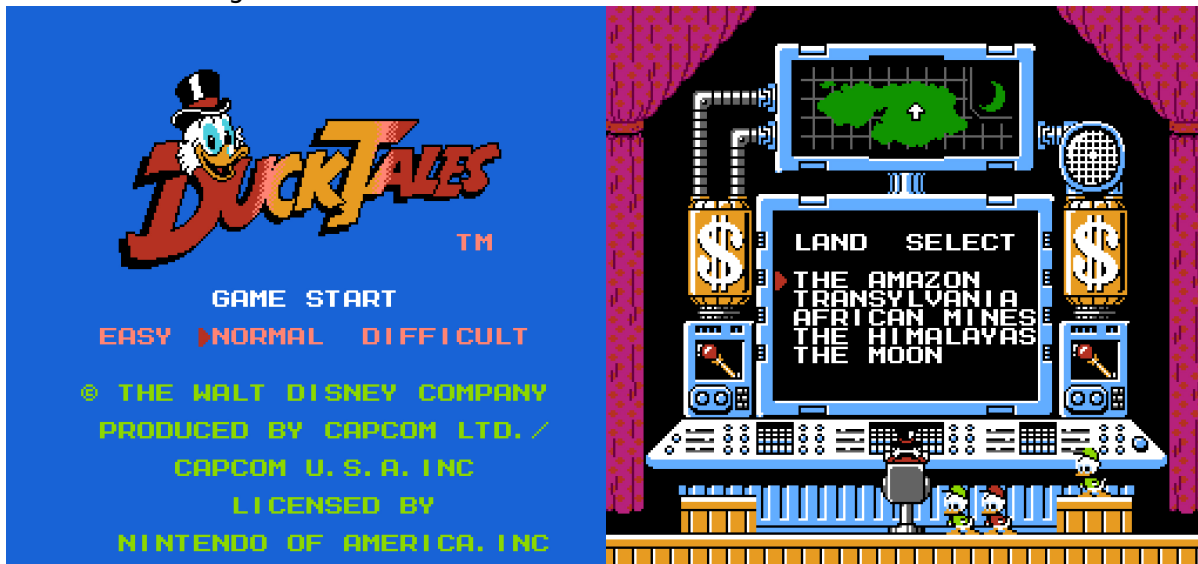 DUCKTALES
TM
GAME START
EASY NORMAL DIFFICULT
© THE WALT DISNEY COMPANY
PRODUCED BY CAPCOM LTD./
CAPCOM U.S.A.INC
LICENSED BY
NINTENDO OF AMERICA.INC
$ $
LAND SELECT
THE AMAZON
TRANSYLVANIA
AFRICAN MINES
THE HIMALAYAS
THE MOON